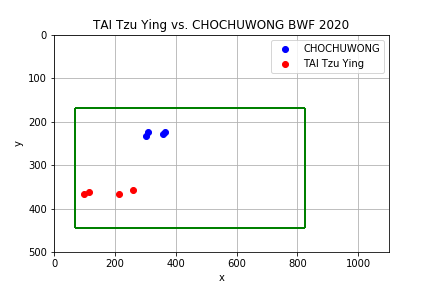 TAI Tzu Ying vs. CHOCHUWONG BWF 2020
CHOCHUWONG
TAI Tzu Ying
y
0
100
200
300
400
500
0 200 400 600 800 1000
x